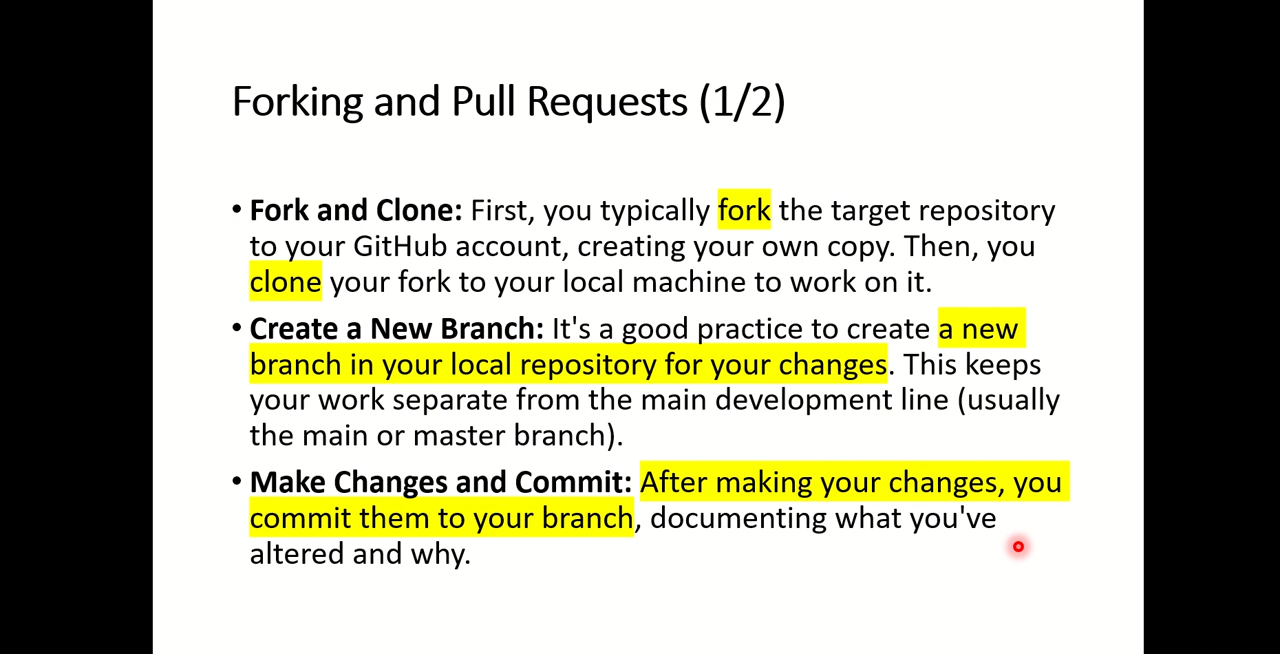 Forking and Pull Requests (1/2)
• Fork and Clone: First, you typically fork the target repository
to your GitHub account, creating your own copy. Then, you
clone your fork to your local machine to work on it.
• Create a New Branch: It's a good practice to create a new
branch in your local repository for your changes. This keeps
your work separate from the main development line (usually
the main or master branch).
• Make Changes and Commit: After making your changes, you
commit them to your branch, documenting what you've
altered and why.